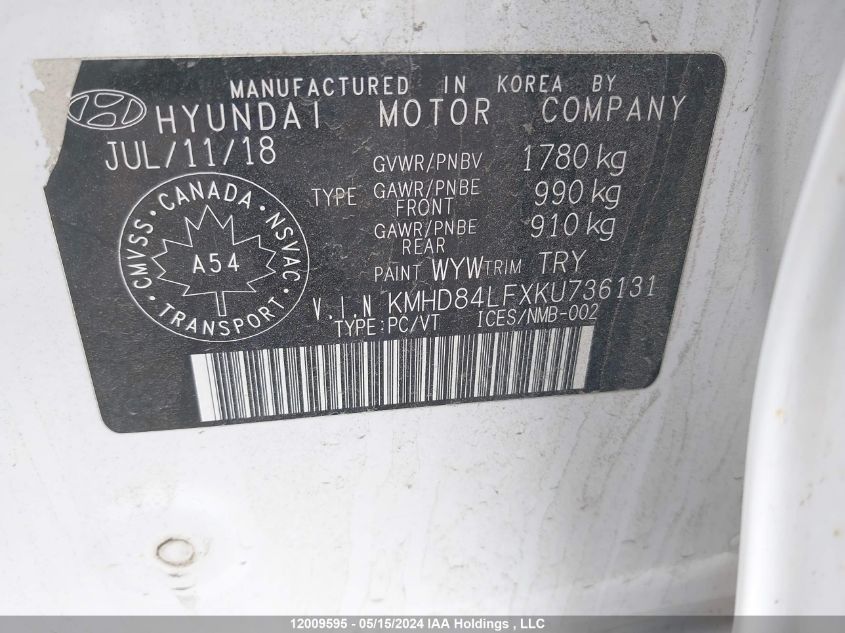 MANUFACTURED IN KOREA BY
HYUNDAI MOTOR COMPANY
JUL/11/18
GVWR/PNBV 1780 kg
TYPE GAWR/PNBE FRONT 990 kg
GAWR/PNBE REAR 910 kg
PAINT WYW TRIM TRY
V.I.N KMHD84LFXKU736131
TYPE:PC/VT ICES/NMB-002
CMVSS · CANADA · NSVAC
A54
TRANSPORT
12009595 - 05/15/2024 IAA Holdings , LLC